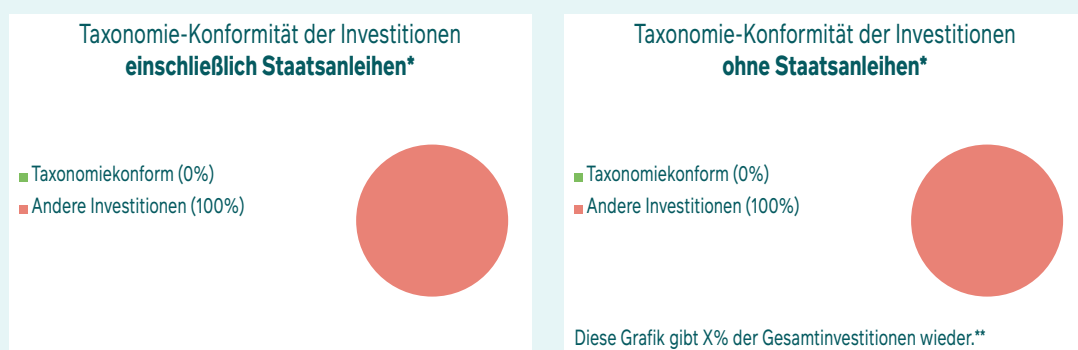 Taxonomie-Konformität der Investitionen
einschließlich Staatsanleihen*
Taxonomiekonform (0%)
Andere Investitionen (100%)
Taxonomie-Konformität der Investitionen
ohne Staatsanleihen*
Taxonomiekonform (0%)
Andere Investitionen (100%)
Diese Grafik gibt X% der Gesamtinvestitionen wieder.**